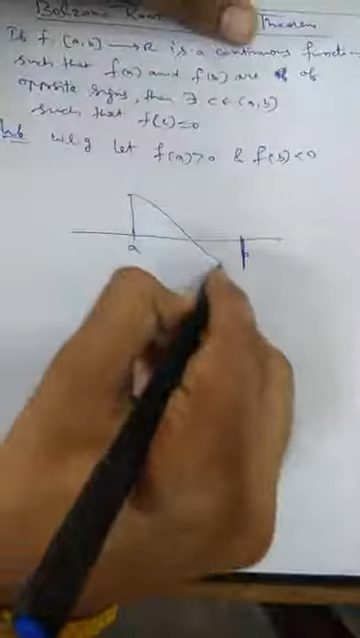 Bolzano Root Theorem
If f: [a,b] → R is a continuous
such that f(a) and f(b) are of
opposite signs, then ∃ c ∈ (a,b)
such that f(c)=0
w.l.g let f(a)>0 & f(b)<0
a